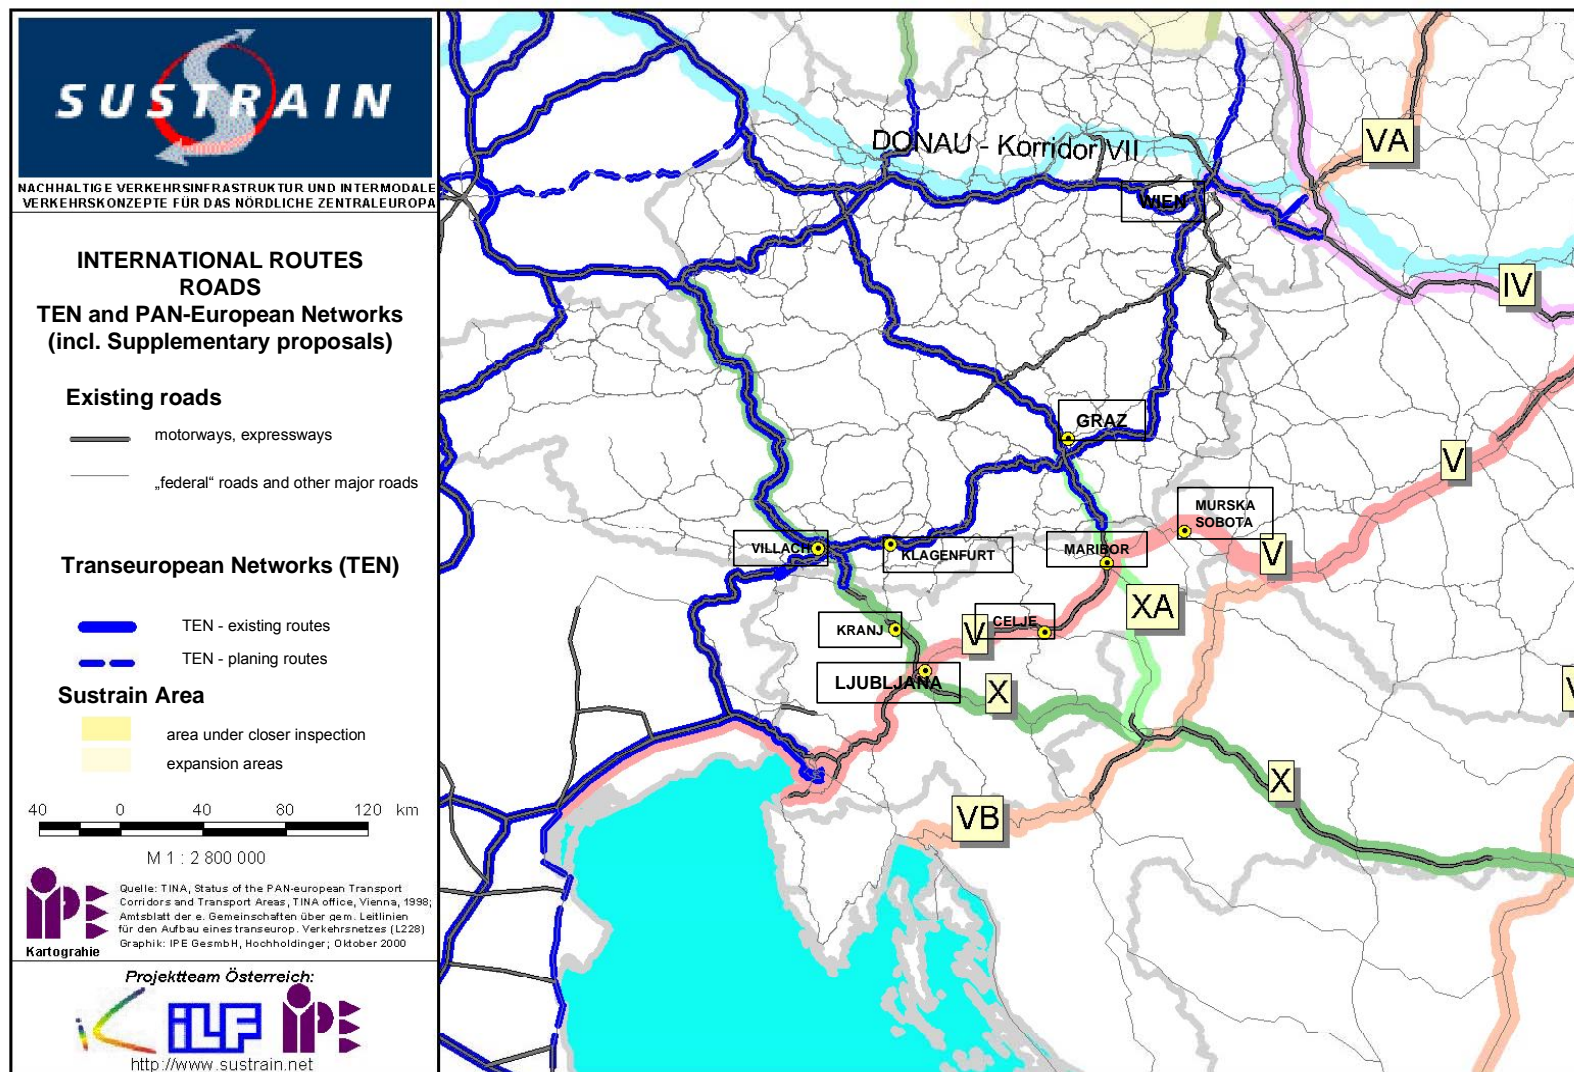 SUSTRAIN
NACHHALTIGE VERKEHRSINFRASTRUKTUR UND INTERMODALE
VERKEHRSKONZEPTE FÜR DAS NÖRDLICHE ZENTRALEUROPA
INTERNATIONAL ROUTES
ROADS
TEN and PAN-European Networks
(incl. Supplementary proposals)
Existing roads
motorways, expressways
„federal“ roads and other major roads
Transeuropean Networks (TEN)
TEN - existing routes
TEN - planing routes
Sustrain Area
area under closer inspection
expansion areas
40 0 40 80 120 km
M 1 : 2 800 000
Quelle: TINA, Status of the PAN-european Transport
Corridors and Transport Areas, TINA office, Vienna, 1998;
Amtsblatt der e. Gemeinschaften über gem. Leitlinien
für den Aufbau eines transeurop. Verkehrsnetzes (L228)
Graphik: IPE GesmbH, Hochholdinger; Oktober 2000
IPE
Kartograhie
Projektteam Österreich:
iLF
IPE
http://www.sustrain.net
DONAU - Korridor VII
VA
WIEN
IV
GRAZ
V
MURSKA
SOBOTA
VILLACH
KLAGENFURT
MARIBOR
V
XA
KRANJ
V
CELJE
LJUBLJANA
X
V
X
VB